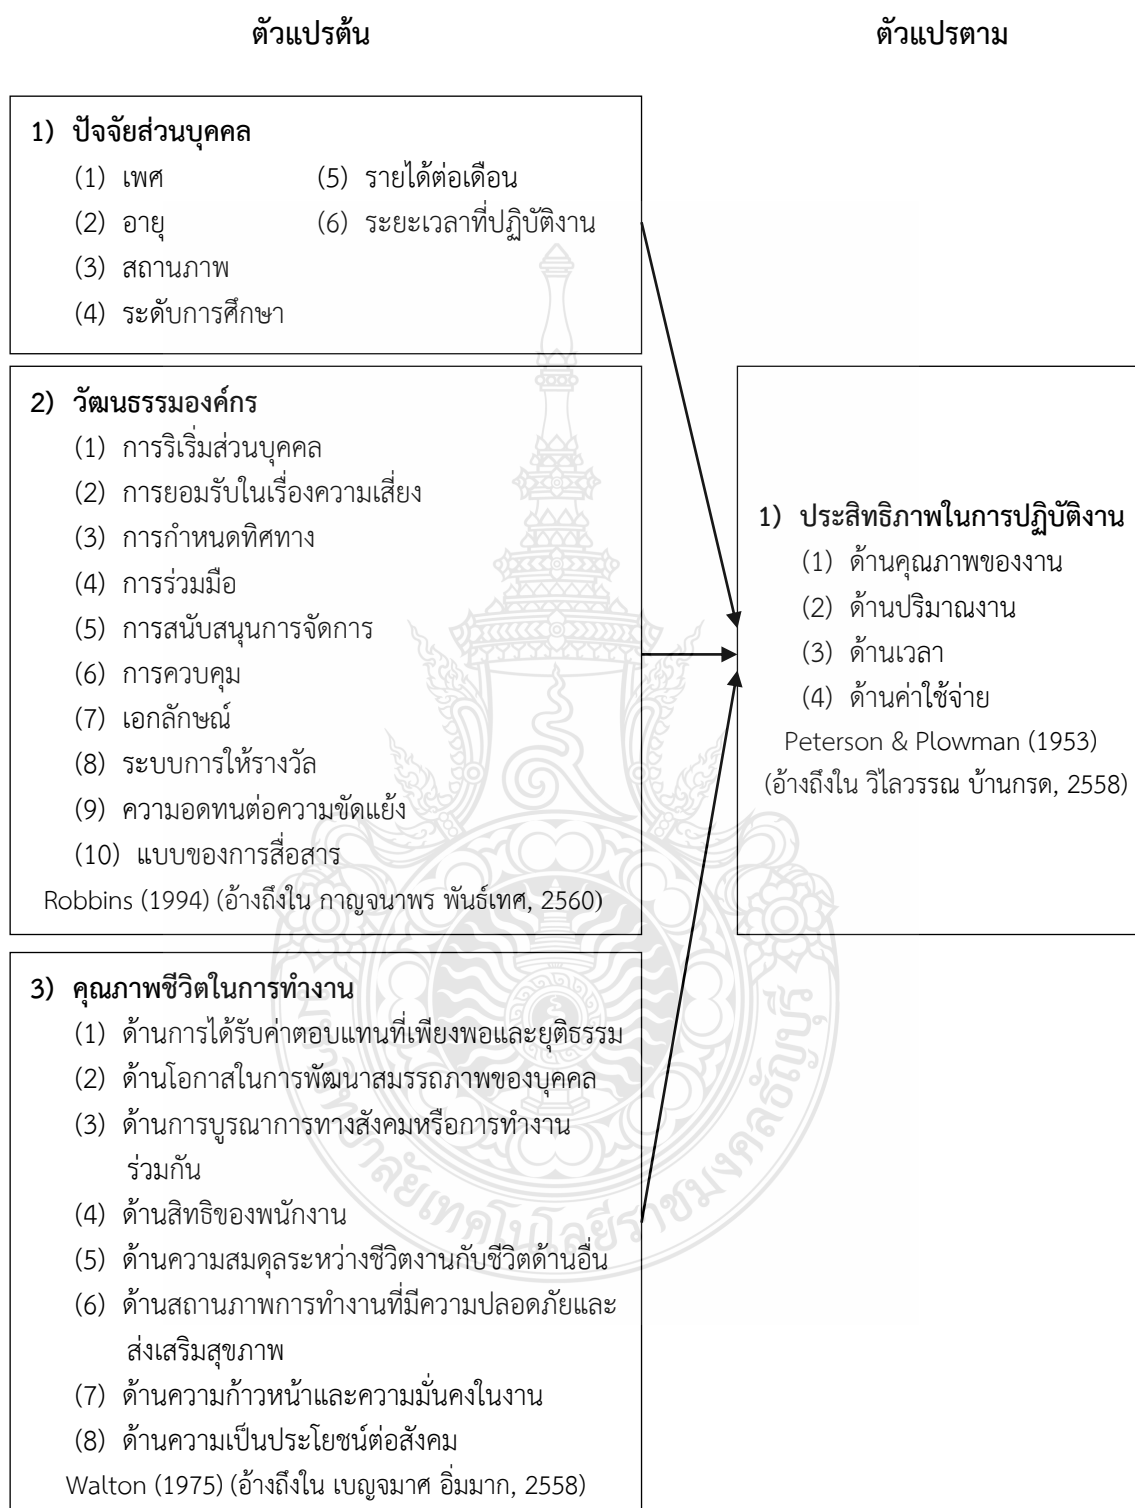 ตัวแปรต้น
ตัวแปรตาม
1) ปัจจัยส่วนบุคคล
(1) เพศ (5) รายได้ต่อเดือน
(2) อายุ (6) ระยะเวลาที่ปฏิบัติงาน
(3) สถานภาพ
(4) ระดับการศึกษา
2) วัฒนธรรมองค์กร
(1) การริเริ่มส่วนบุคคล
(2) การยอมรับในเรื่องความเสี่ยง
(3) การกำหนดทิศทาง
(4) การร่วมมือ
(5) การสนับสนุนการจัดการ
(6) การควบคุม
(7) เอกลักษณ์
(8) ระบบการให้รางวัล
(9) ความอดทนต่อความขัดแย้ง
(10) แบบของการสื่อสาร
Robbins (1994) (อ้างถึงใน กาญจนาพร พันธ์เทศ, 2560)
3) คุณภาพชีวิตในการทำงาน
(1) ด้านการได้รับค่าตอบแทนที่เพียงพอและยุติธรรม
(2) ด้านโอกาสในการพัฒนาสมรรถภาพของบุคคล
(3) ด้านการบูรณาการทางสังคมหรือการทำงาน
ร่วมกัน
(4) ด้านสิทธิของพนักงาน
(5) ด้านความสมดุลระหว่างชีวิตงานกับชีวิตด้านอื่น
(6) ด้านสถานภาพการทำงานที่มีความปลอดภัยและ
ส่งเสริมสุขภาพ
(7) ด้านความก้าวหน้าและความมั่นคงในงาน
(8) ด้านความเป็นประโยชน์ต่อสังคม
Walton (1975) (อ้างถึงใน เบญจมาศ อิ่มมาก, 2558)
1) ประสิทธิภาพในการปฏิบัติงาน
(1) ด้านคุณภาพของงาน
(2) ด้านปริมาณงาน
(3) ด้านเวลา
(4) ด้านค่าใช้จ่าย
Peterson & Plowman (1953)
(อ้างถึงใน วิไลวรรณ บ้านกรด, 2558)